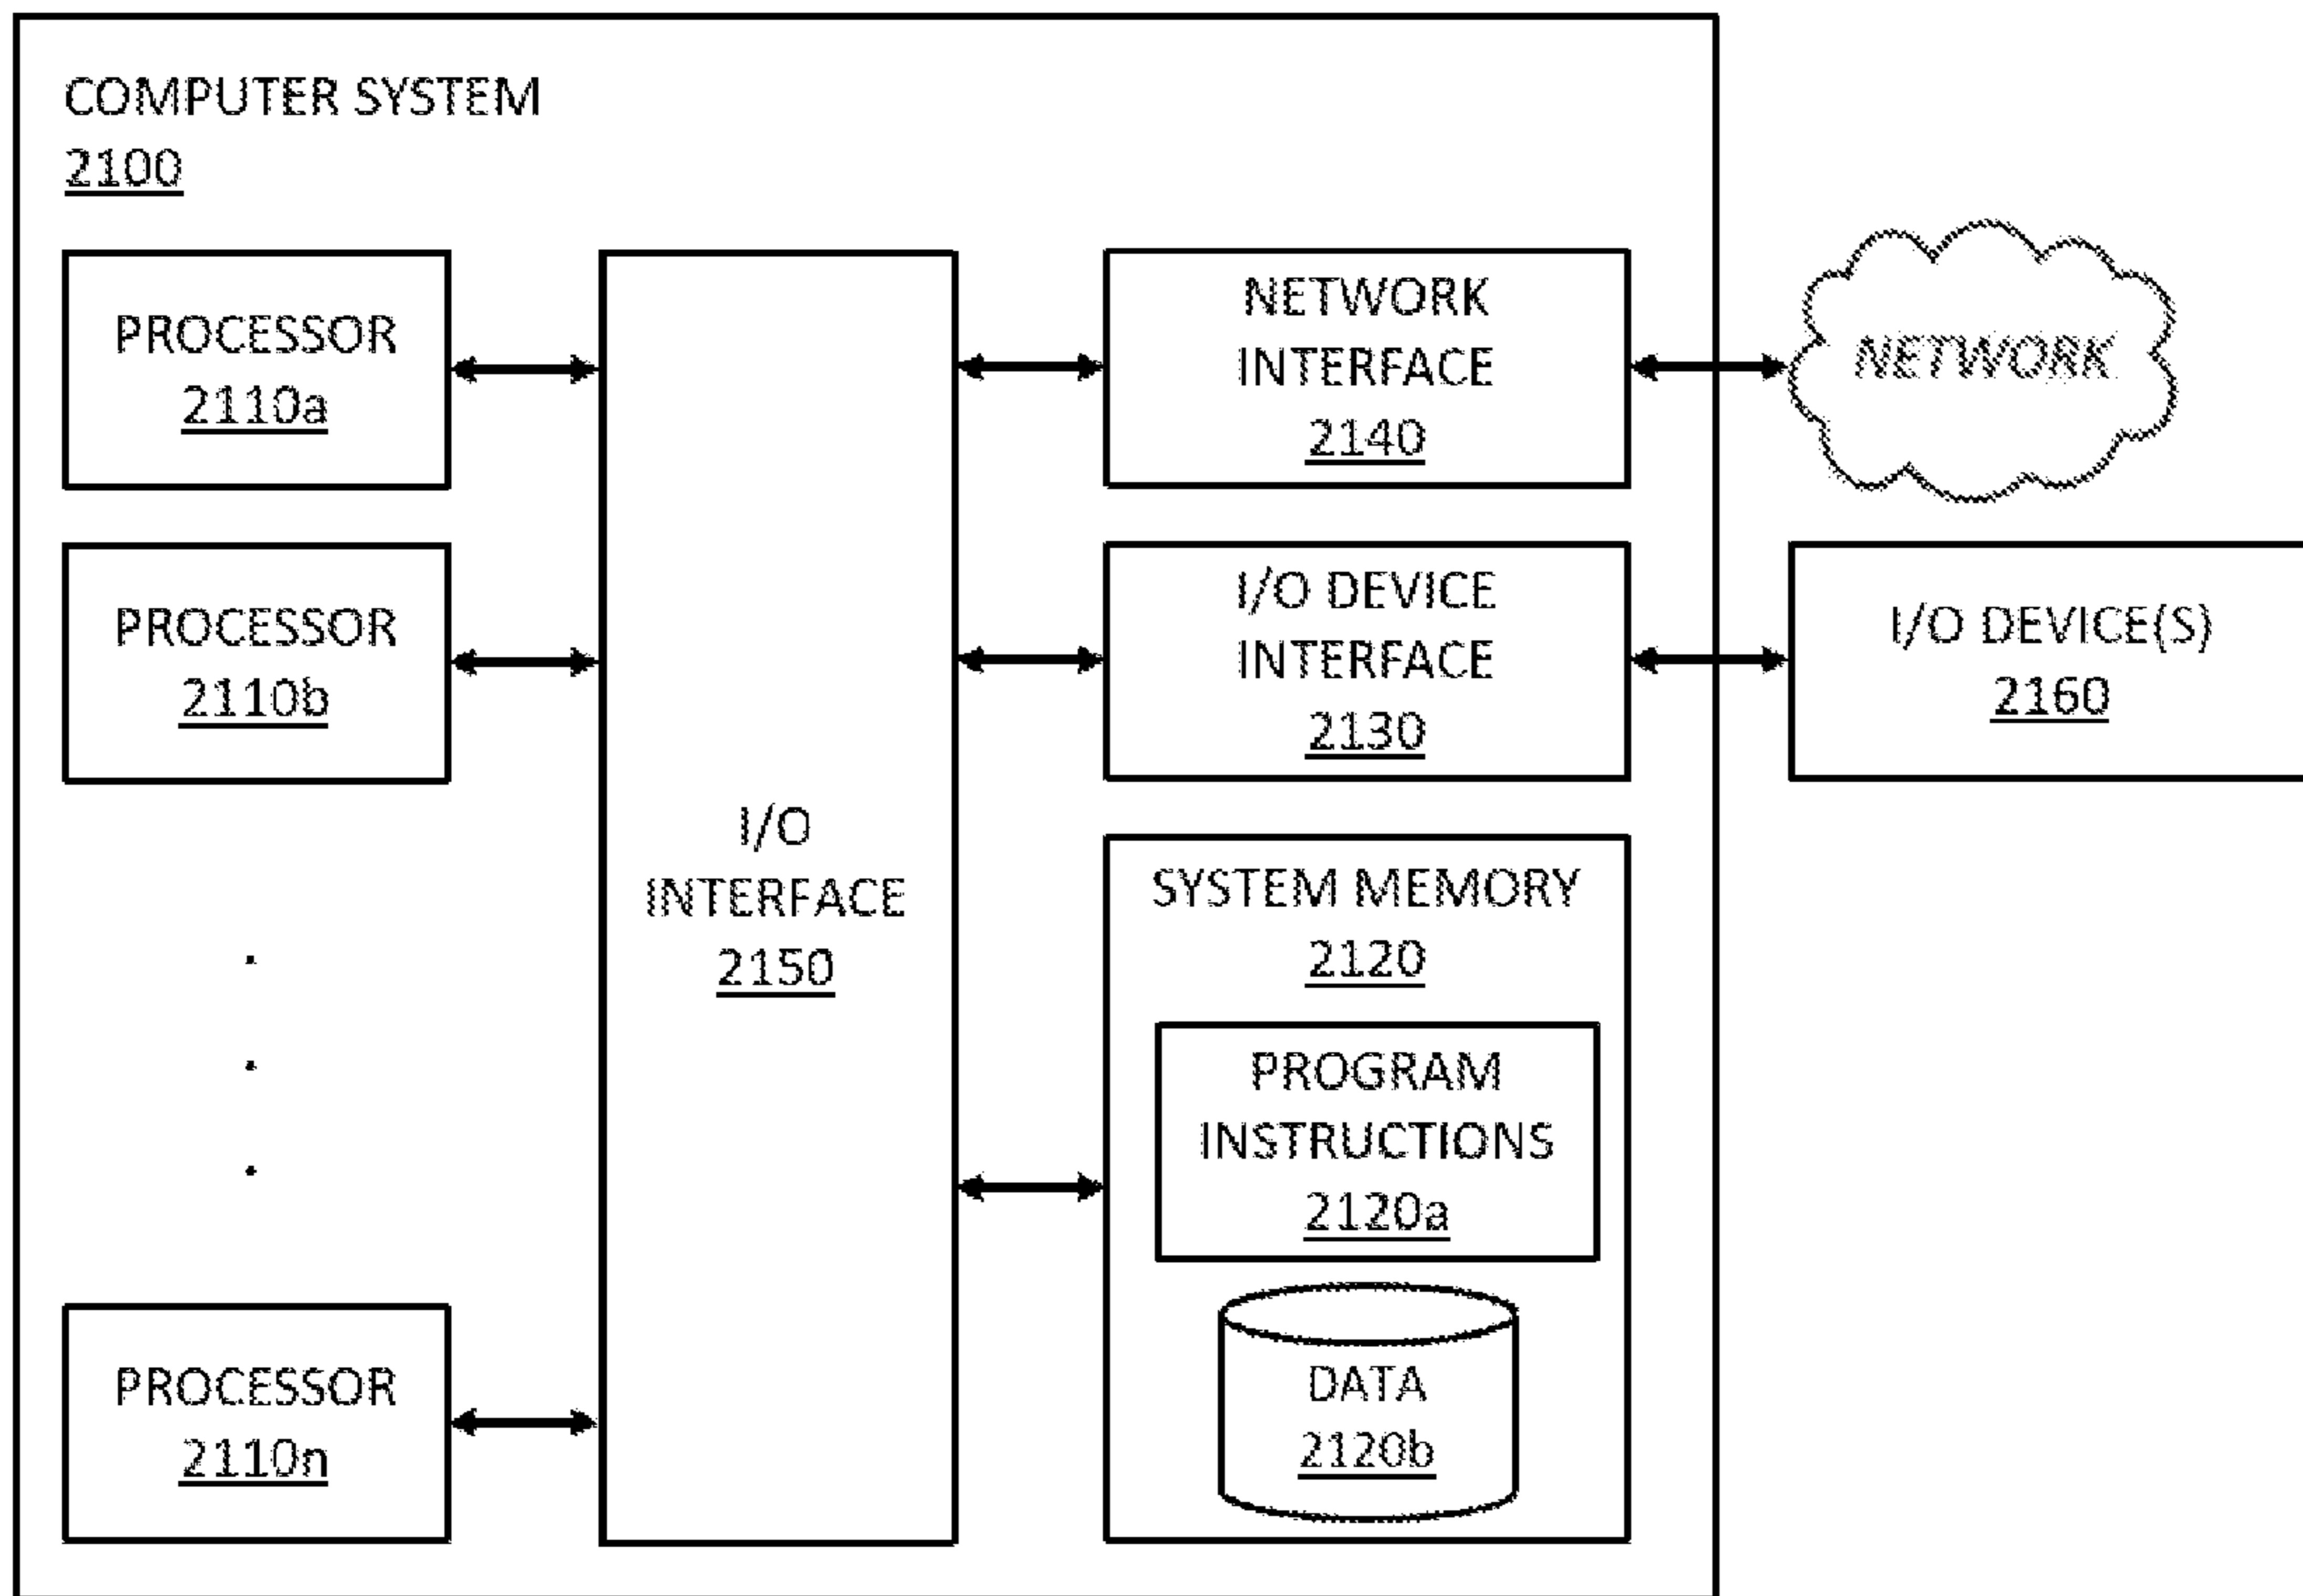 COMPUTER SYSTEM
2100
PROCESSOR
2110a
PROCESSOR
2110b
.
.
.
PROCESSOR
2110n
I/O
INTERFACE
2150
NETWORK
INTERFACE
2140
I/O DEVICE
INTERFACE
2130
SYSTEM MEMORY
2120
PROGRAM
INSTRUCTIONS
2120a
DATA
2120b
NETWORK
I/O DEVICE(S)
2160